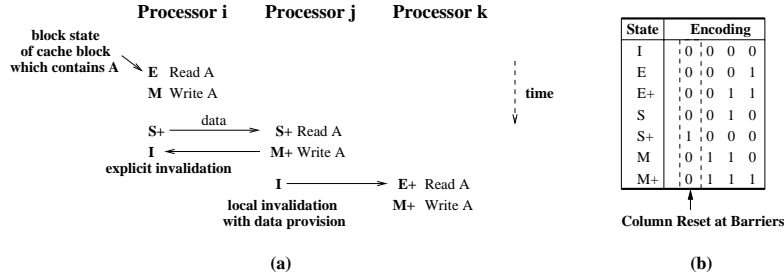 Processor i Processor j Processor k
block state
of cache block
which contains A
E Read A
M Write A
time
data
S+ S+ Read A
I M+ Write A
explicit invalidation
I E+ Read A
local invalidation M+ Write A
with data provision
(a)
State Encoding
I 0 0 0 0
E 0 0 0 1
E+ 0 0 1 1
S 0 0 1 0
S+ 1 0 0 0
M 0 1 1 0
M+ 0 1 1 1
Column Reset at Barriers
(b)